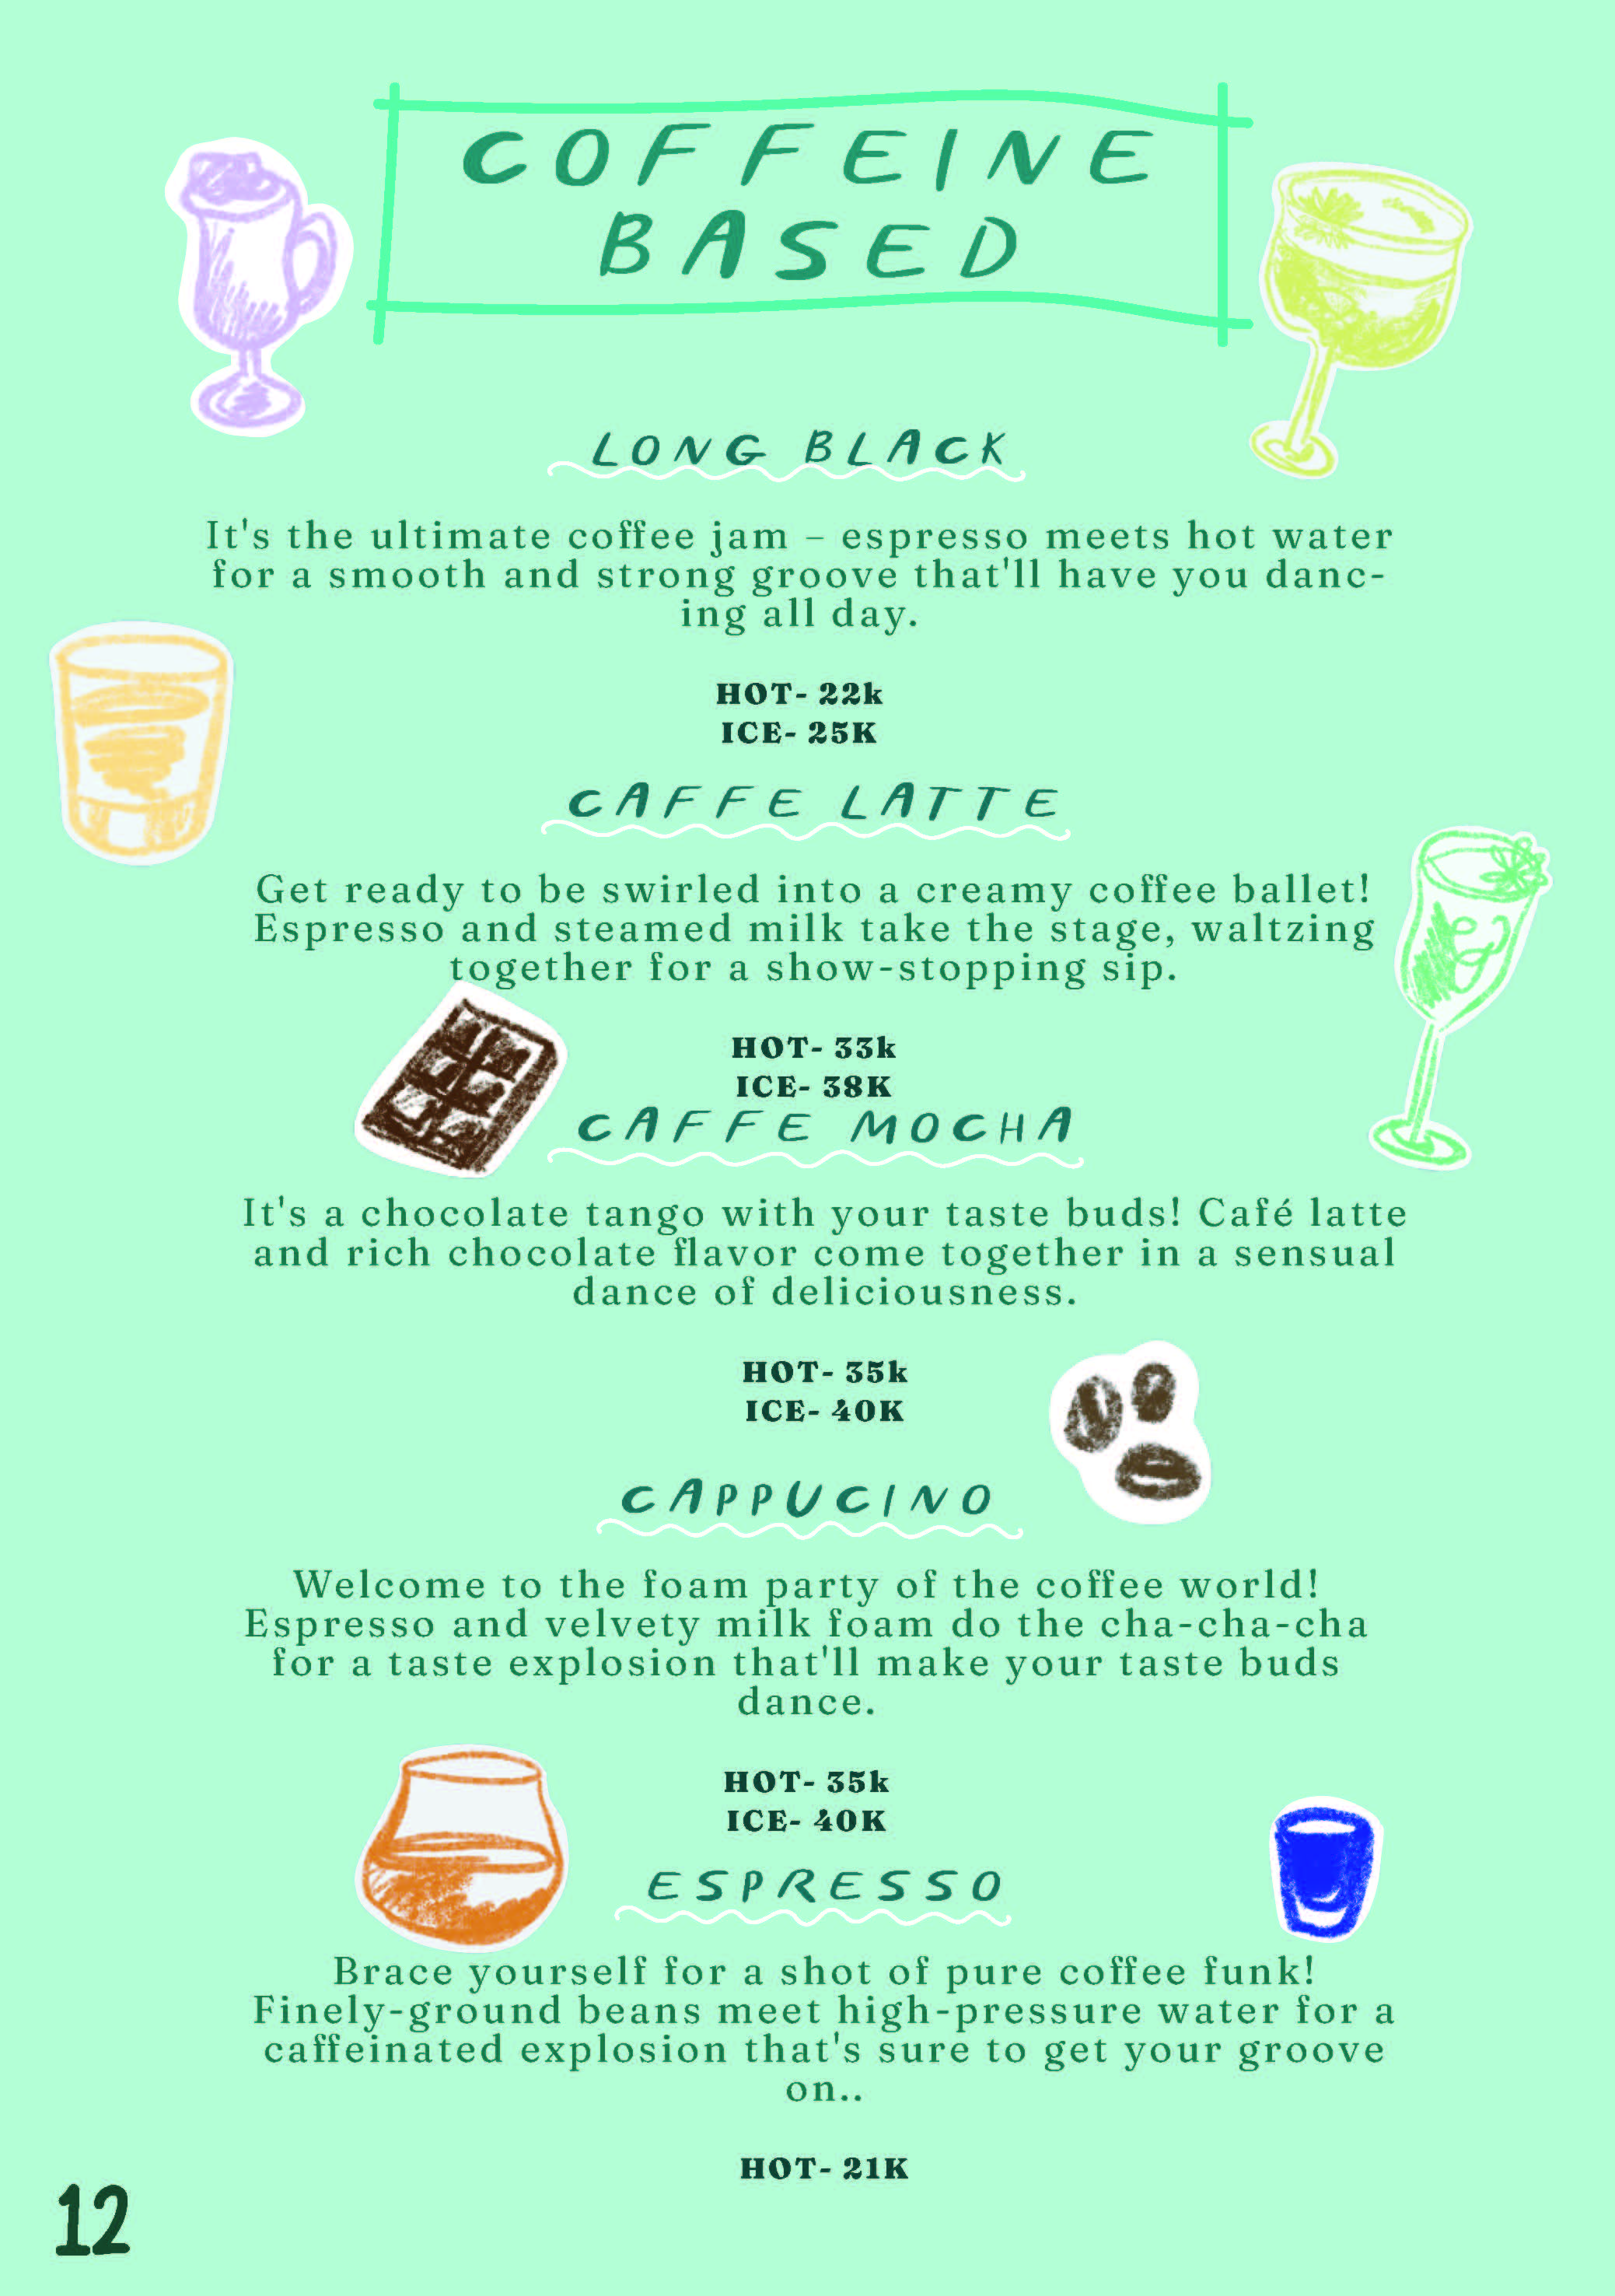 COFFEINE
BASED
LONG BLACK
It's the ultimate coffee jam – espresso meets hot water
for a smooth and strong groove that'll have you danc-
ing all day.
HOT- 22k
ICE- 25K
CAFFE LATTE
Get ready to be swirled into a creamy coffee ballet!
Espresso and steamed milk take the stage, waltzing
together for a show-stopping sip.
HOT- 33k
ICE- 38K
CAFFE MOCHA
It's a chocolate tango with your taste buds! Café latte
and rich chocolate flavor come together in a sensual
dance of deliciousness.
HOT- 35k
ICE- 40K
CAPPUCINO
Welcome to the foam party of the coffee world!
Espresso and velvety milk foam do the cha-cha-cha
for a taste explosion that'll make your taste buds
dance.
HOT- 35k
ICE- 40K
ESPRESSO
Brace yourself for a shot of pure coffee funk!
Finely-ground beans meet high-pressure water for a
caffeinated explosion that's sure to get your groove
on..
HOT- 21K
12